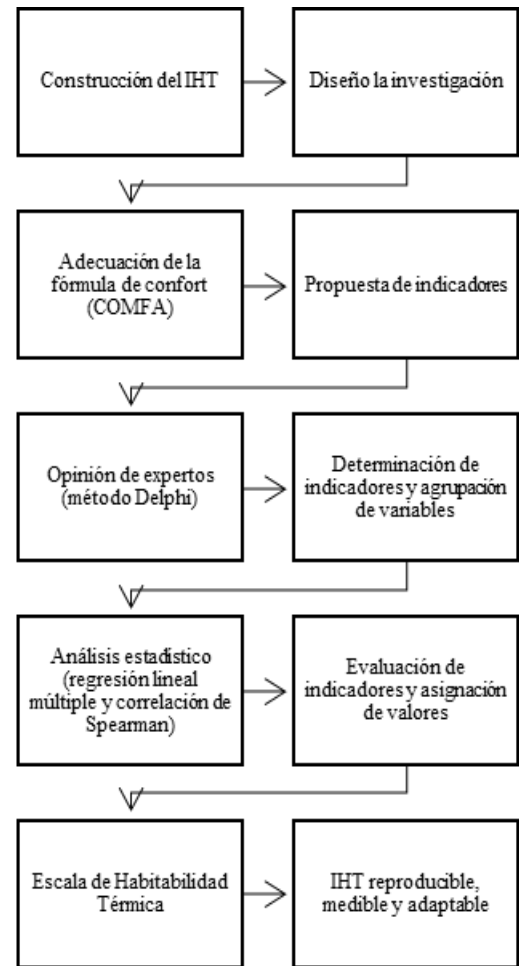 Construcción del IHT
Diseño la investigación
Adecuación de la
fórmula de confort
(COMFA)
Propuesta de indicadores
Opinión de expertos
(método Delphi)
Determinación de
indicadores y agrupación
de variables
Análisis estadístico
(regresión lineal
múltiple y correlación de
Spearman)
Evaluación de
indicadores y asignación
de valores
Escala de Habitabilidad
Térmica
IHT reproducible,
medible y adaptable